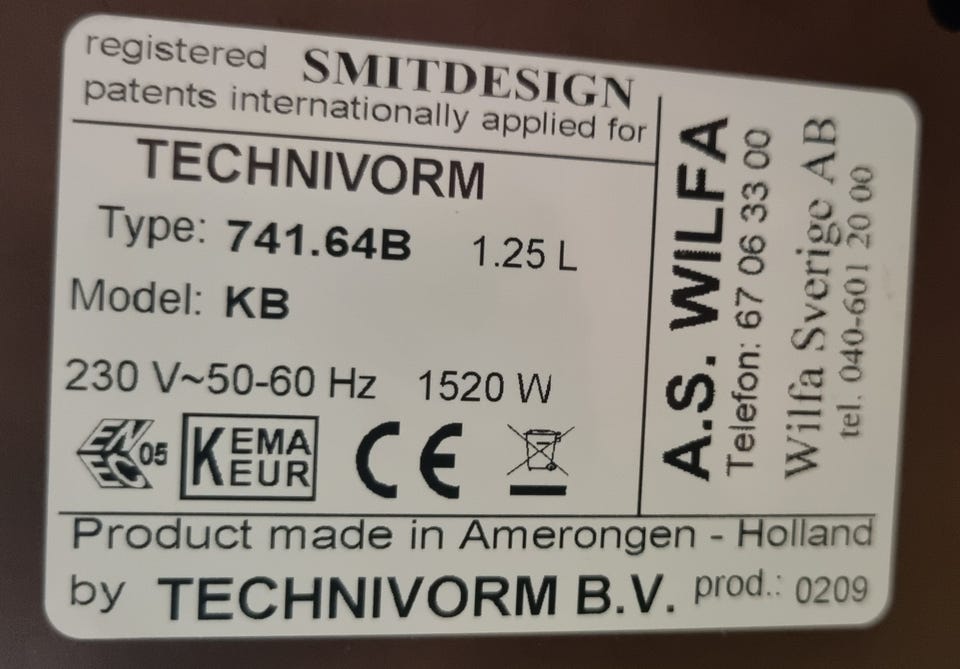 registered SMITDESIGN
patents internationally applied for
TECHNIVORM
Type: 741.64B 1.25 L
Model: KB
230 V~50-60 Hz 1520 W
ENEC 05 KEMA EUR CE
A.S. WILFA
Telefon: 67 06 33 00
Wilfa Sverige AB
tel. 040-601 20 00
Product made in Amerongen - Holland
by TECHNIVORM B.V. prod.: 0209